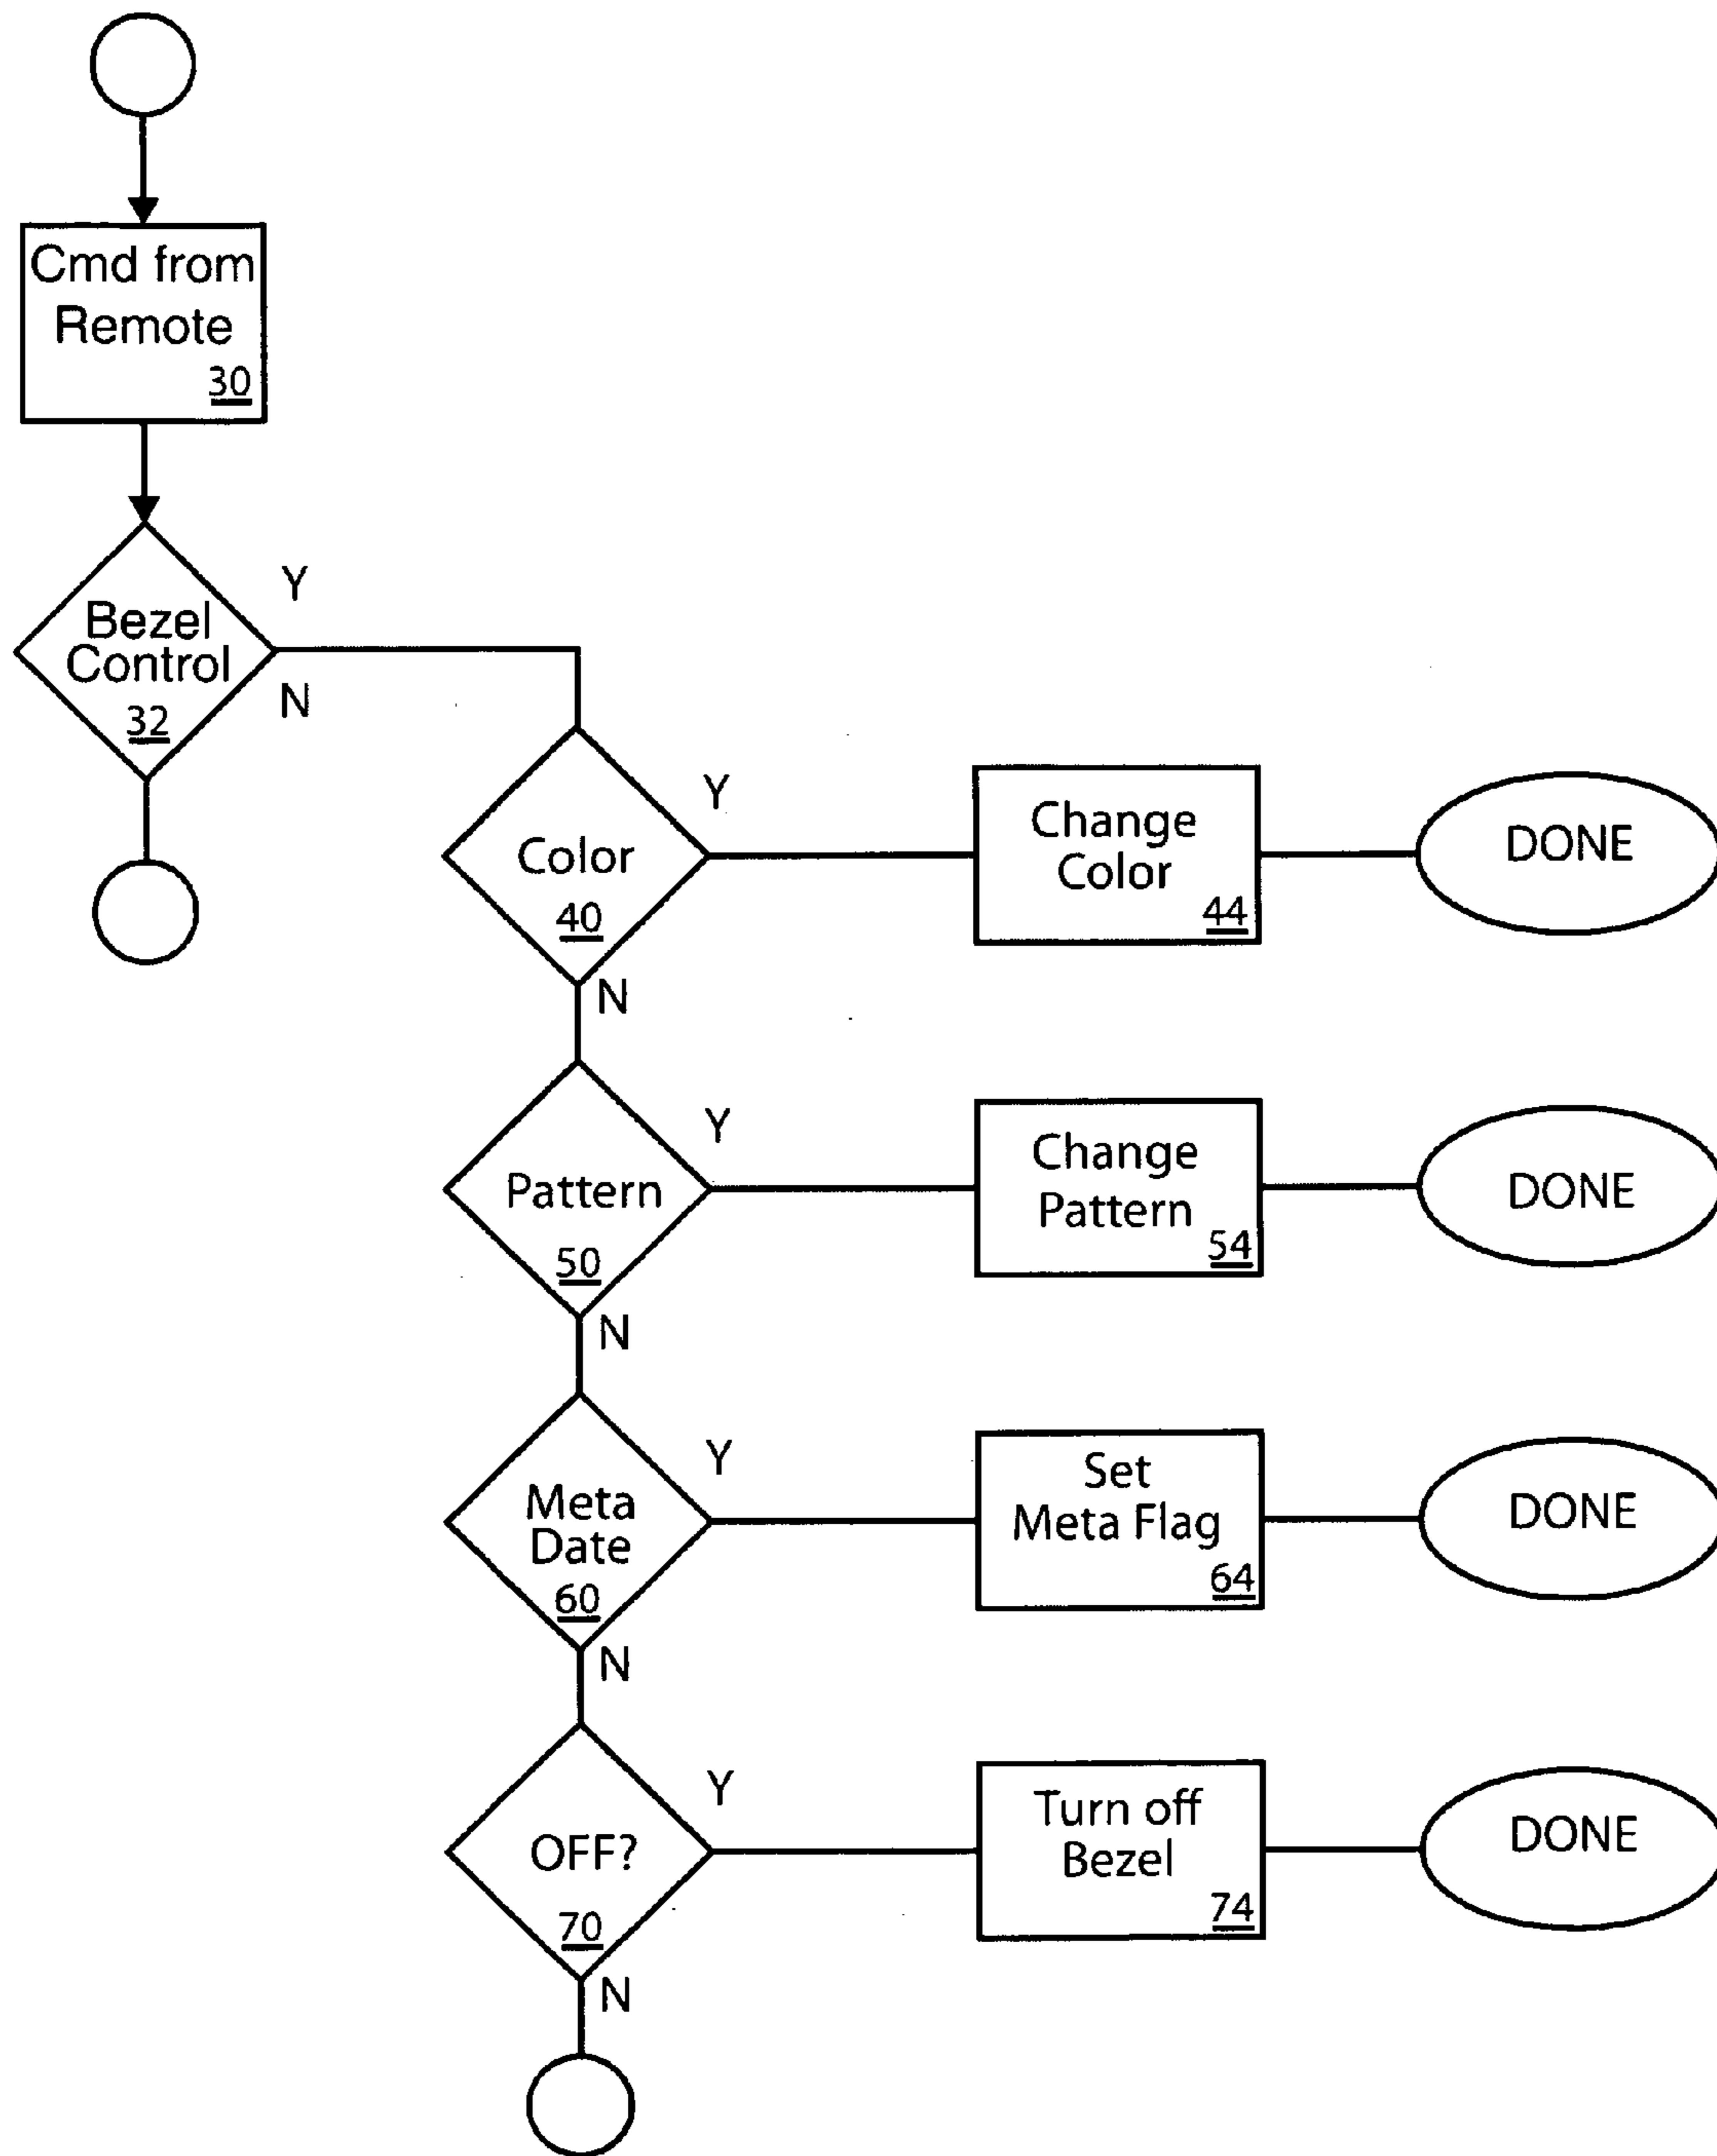 Cmd from
Remote
30
Y
Bezel
Control
32
N
Y
Color
40
N
Change
Color
44
DONE
Y
Pattern
50
N
Change
Pattern
54
DONE
Y
Meta
Date
60
N
Set
Meta Flag
64
DONE
Y
OFF?
70
N
Turn off
Bezel
74
DONE